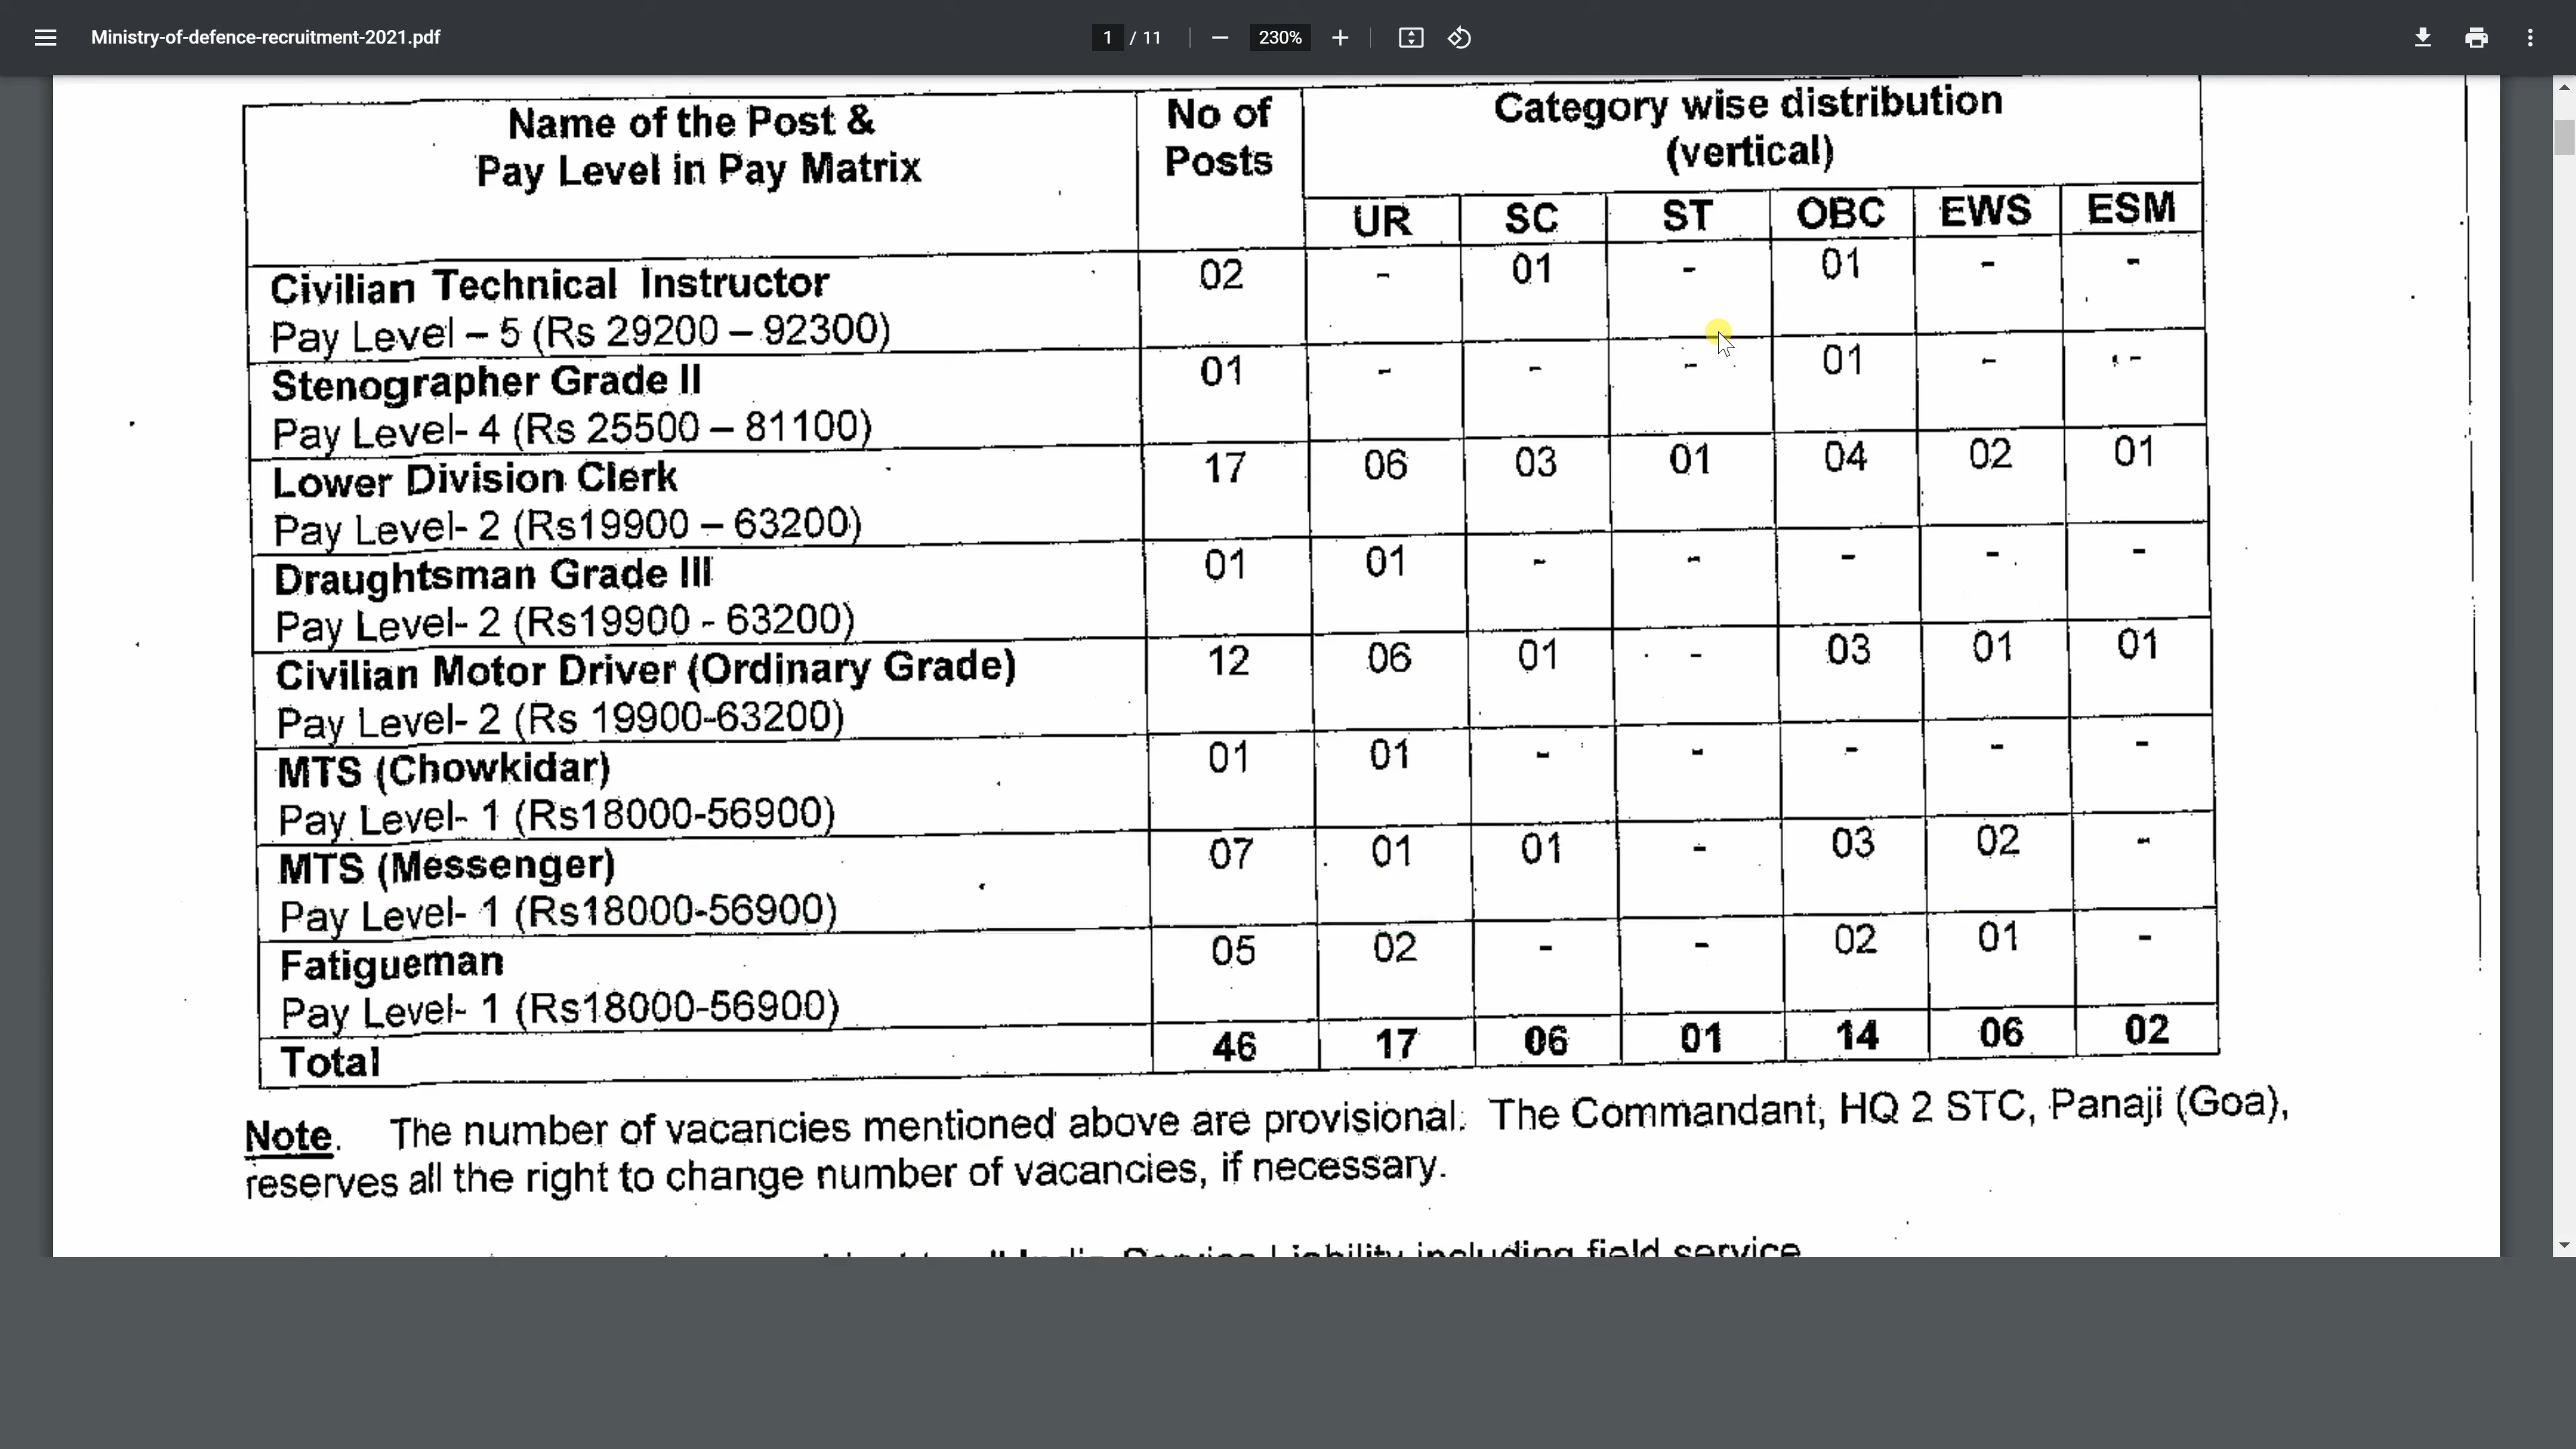 Ministry-of-defence-recruitment-2021.pdf
1 / 11
230%
Name of the Post &
Pay Level in Pay Matrix
No of
Posts
Category wise distribution
(vertical)
UR SC ST OBC EWS ESM
Civilian Technical Instructor
Pay Level – 5 (Rs 29200 – 92300)
02 - 01 - 01 - -
Stenographer Grade II
Pay Level- 4 (Rs 25500 – 81100)
01 - - - 01 - -
Lower Division Clerk
Pay Level- 2 (Rs19900 – 63200)
17 06 03 01 04 02 01
Draughtsman Grade III
Pay Level- 2 (Rs19900 - 63200)
01 01 - - - - -
Civilian Motor Driver (Ordinary Grade)
Pay Level- 2 (Rs 19900-63200)
12 06 01 - 03 01 01
MTS (Chowkidar)
Pay Level- 1 (Rs18000-56900)
01 01 - - - - -
MTS (Messenger)
Pay Level- 1 (Rs18000-56900)
07 01 01 - 03 02 -
Fatigueman
Pay Level- 1 (Rs18000-56900)
05 02 - - 02 01 -
Total 46 17 06 01 14 06 02
Note. The number of vacancies mentioned above are provisional. The Commandant, HQ 2 STC, Panaji (Goa),
reserves all the right to change number of vacancies, if necessary.
India Service Liability including field service